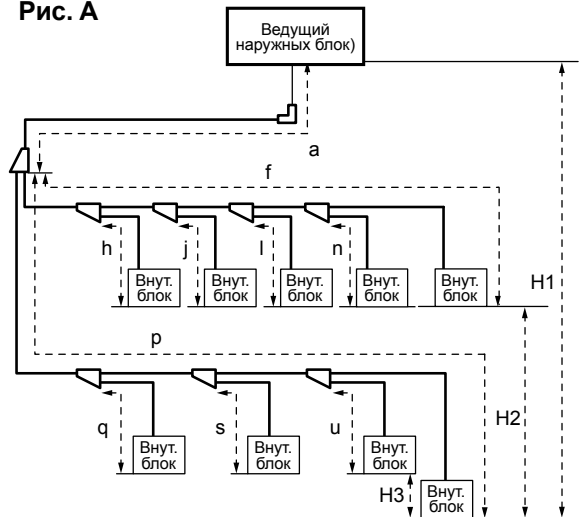 Рис. А
Ведущий
наружных блок)
a
f
h
j
l
n
Внут.
блок
Внут.
блок
Внут.
блок
Внут.
блок
Внут.
блок
H1
p
H2
q
s
u
Внут.
блок
Внут.
блок
Внут.
блок
H3
Внут.
блок